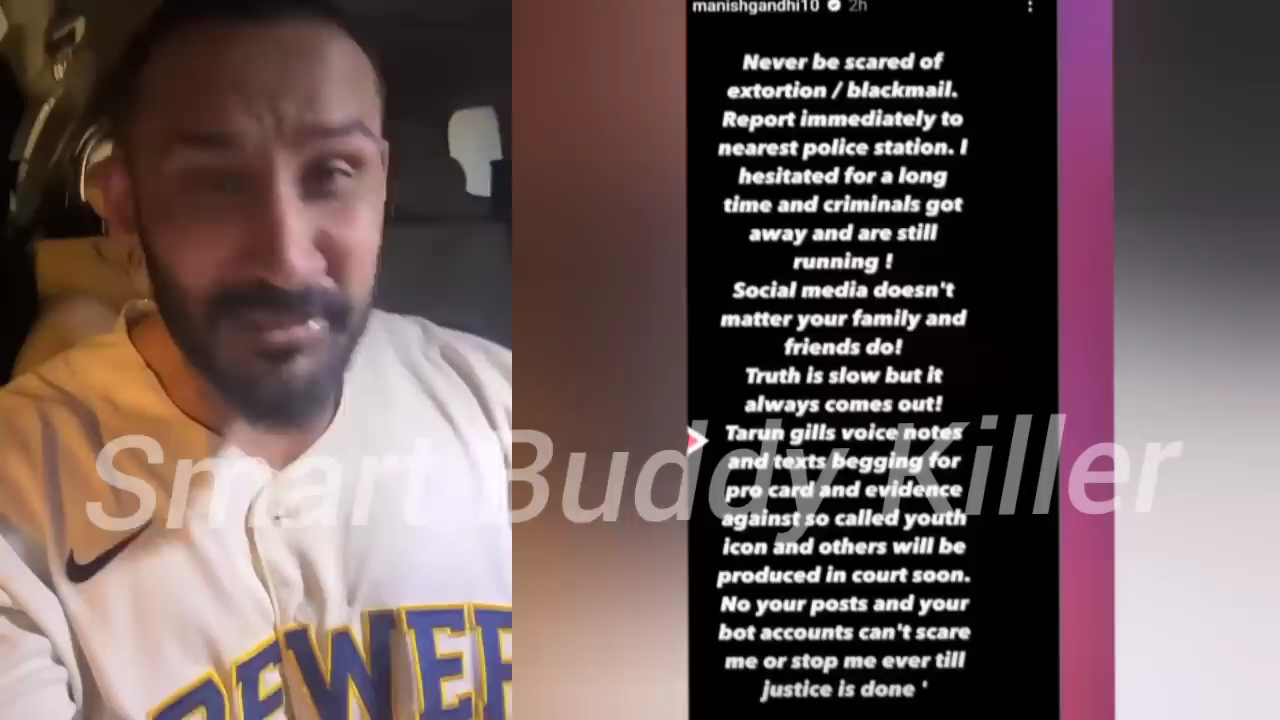 manishgandhi10 2h
Never be scared of
extortion / blackmail.
Report immediately to
nearest police station. I
hesitated for a long
time and criminals got
away and are still
running !
Social media doesn't
matter your family and
friends do!
Truth is slow but it
always comes out!
Tarun gills voice notes
and texts begging for
pro card and evidence
against so called youth
icon and others will be
produced in court soon.
No your posts and your
bot accounts can't scare
me or stop me ever till
justice is done '
Smart Buddy Killer